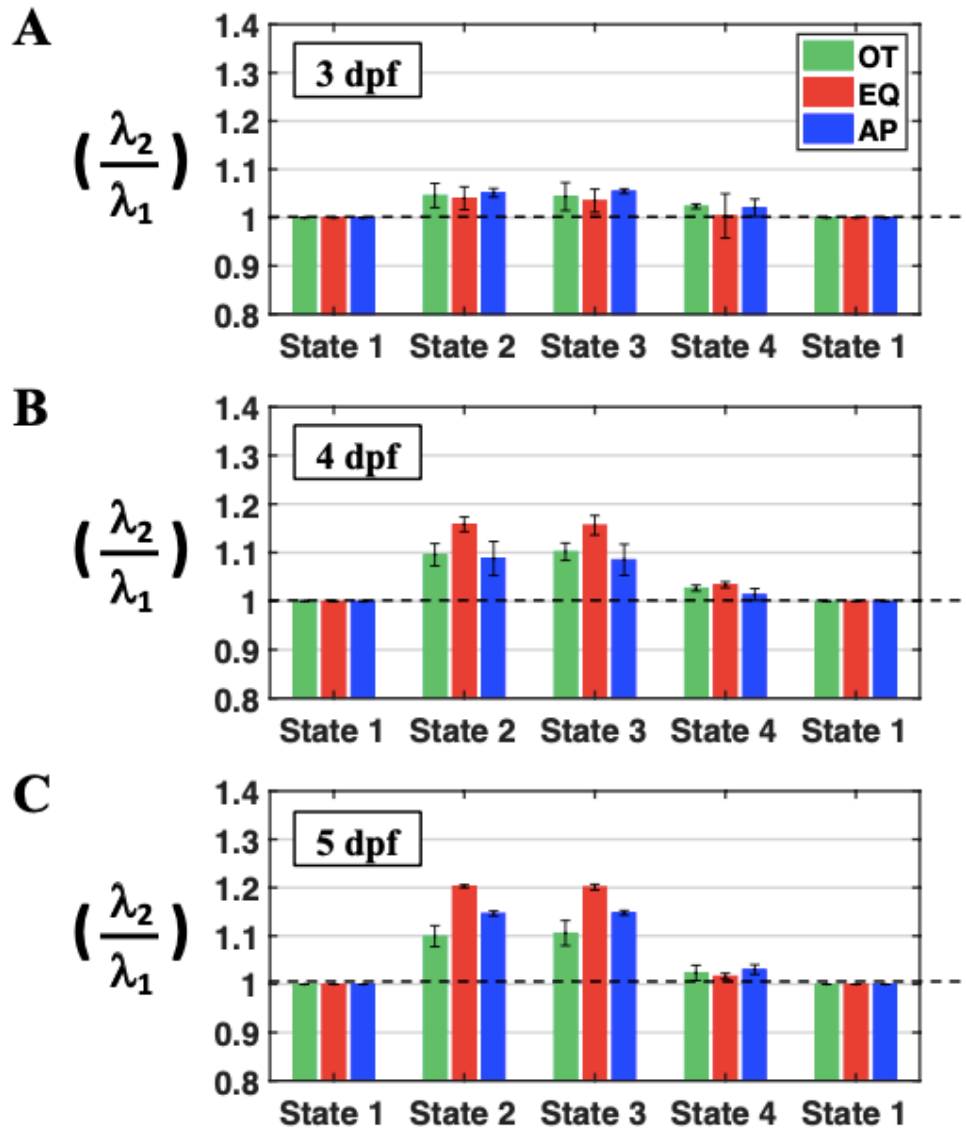 A
(λ2/λ1)
3 dpf
OT
EQ
AP
1.4
1.3
1.2
1.1
1
0.9
0.8
State 1 State 2 State 3 State 4 State 1
B
(λ2/λ1)
4 dpf
1.4
1.3
1.2
1.1
1
0.9
0.8
State 1 State 2 State 3 State 4 State 1
C
(λ2/λ1)
5 dpf
1.4
1.3
1.2
1.1
1
0.9
0.8
State 1 State 2 State 3 State 4 State 1